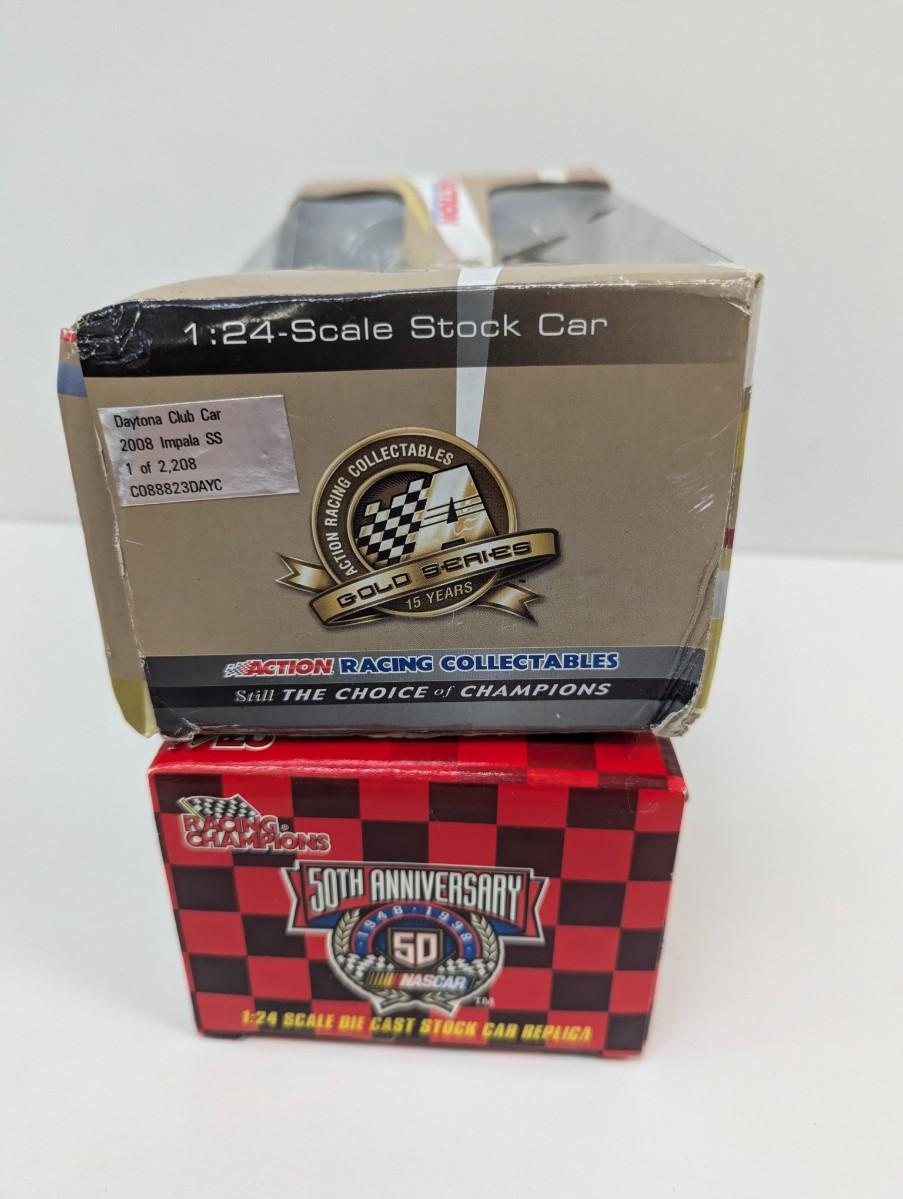 ACTION
1:24-Scale Stock Car
Daytona Club Car
2008 Impala SS
1 of 2,208
C088823DAYC
ACTION RACING COLLECTABLES
A
GOLD SERIES
15 YEARS
ACTION RACING COLLECTABLES
Still THE CHOICE of CHAMPIONS
RACING®
CHAMPIONS
50TH ANNIVERSARY
1948 · 1998
50
NASCAR
TM
1:24 SCALE DIE CAST STOCK CAR REPLICA